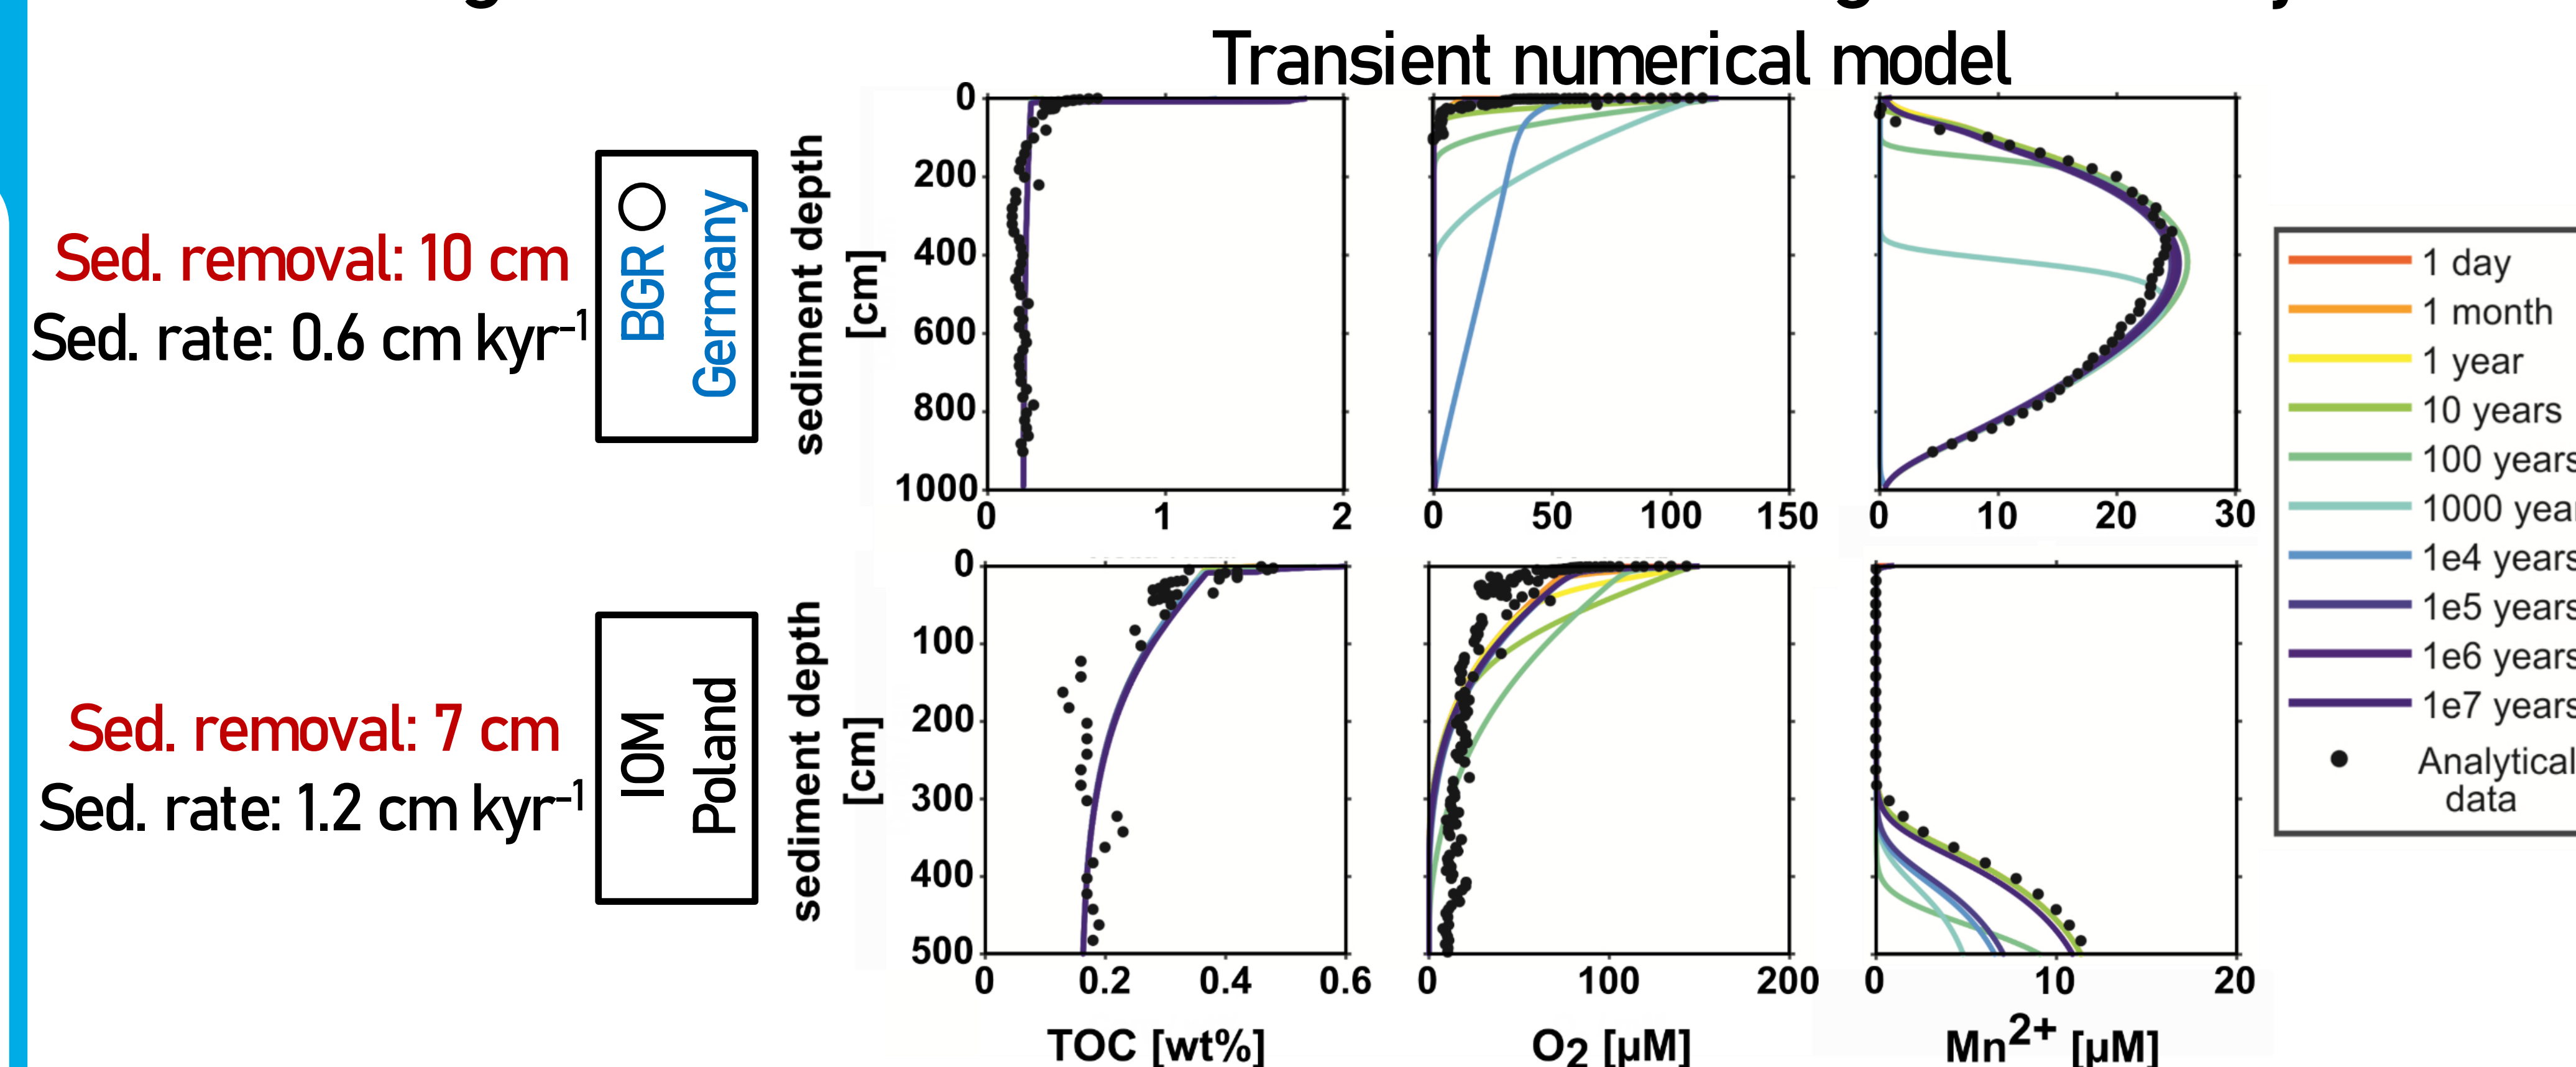 Transient numerical model
Sed. removal: 10 cm
Sed. rate: 0.6 cm kyr⁻¹
BGR
Germany
sediment depth
[cm]
0
200
400
600
800
1000
0 1 2
0 50 100 150
0 10 20 30
Sed. removal: 7 cm
Sed. rate: 1.2 cm kyr⁻¹
IOM
Poland
sediment depth
[cm]
0
100
200
300
400
500
0 0.2 0.4 0.6
0 100 200
0 10 20
TOC [wt%]
O₂ [µM]
Mn²⁺ [µM]
1 day
1 month
1 year
10 years
100 years
1000 yea
1e4 years
1e5 years
1e6 years
1e7 years
Analytical
data